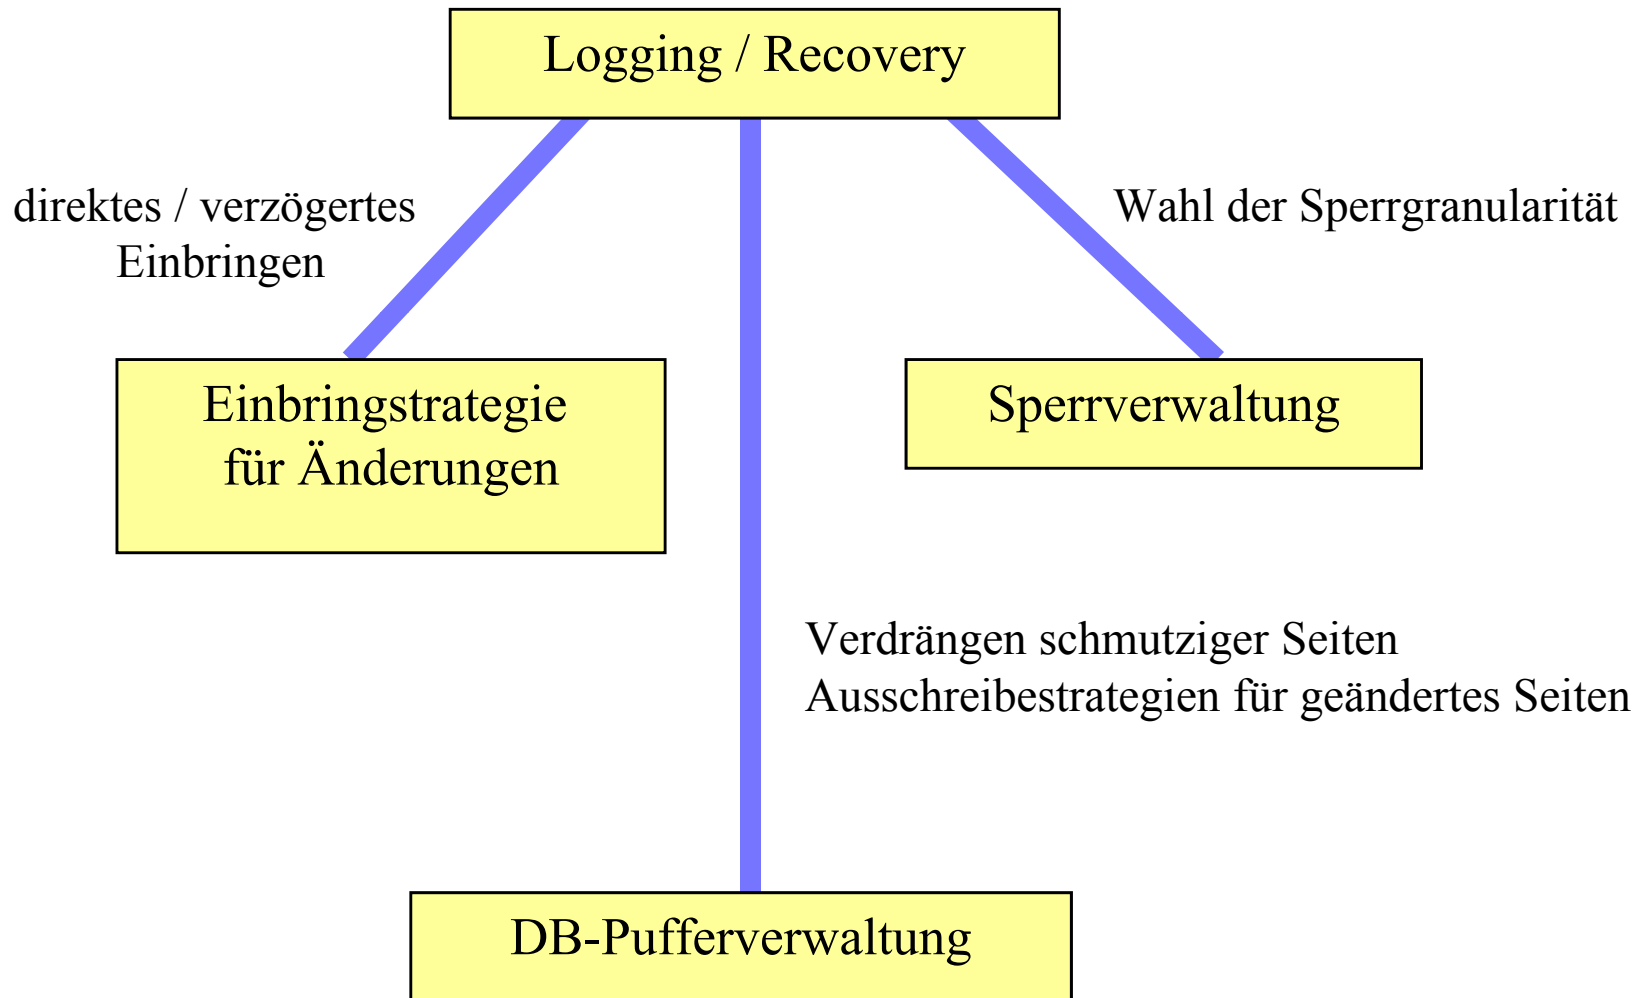 Logging / Recovery
direktes / verzögertes
Einbringen
Wahl der Sperrgranularität
Einbringstrategie
für Änderungen
Sperrverwaltung
Verdrängen schmutziger Seiten
Ausschreibestrategien für geändertes Seiten
DB-Pufferverwaltung